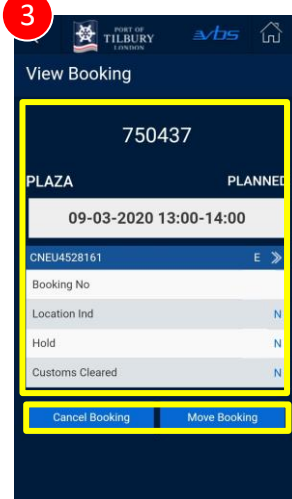 3
PORT OF
TILBURY
LONDON
vbs
View Booking
750437
PLAZA PLANNED
09-03-2020 13:00-14:00
CNEU4528161 E
Booking No
Location Ind N
Hold N
Customs Cleared N
Cancel Booking Move Booking